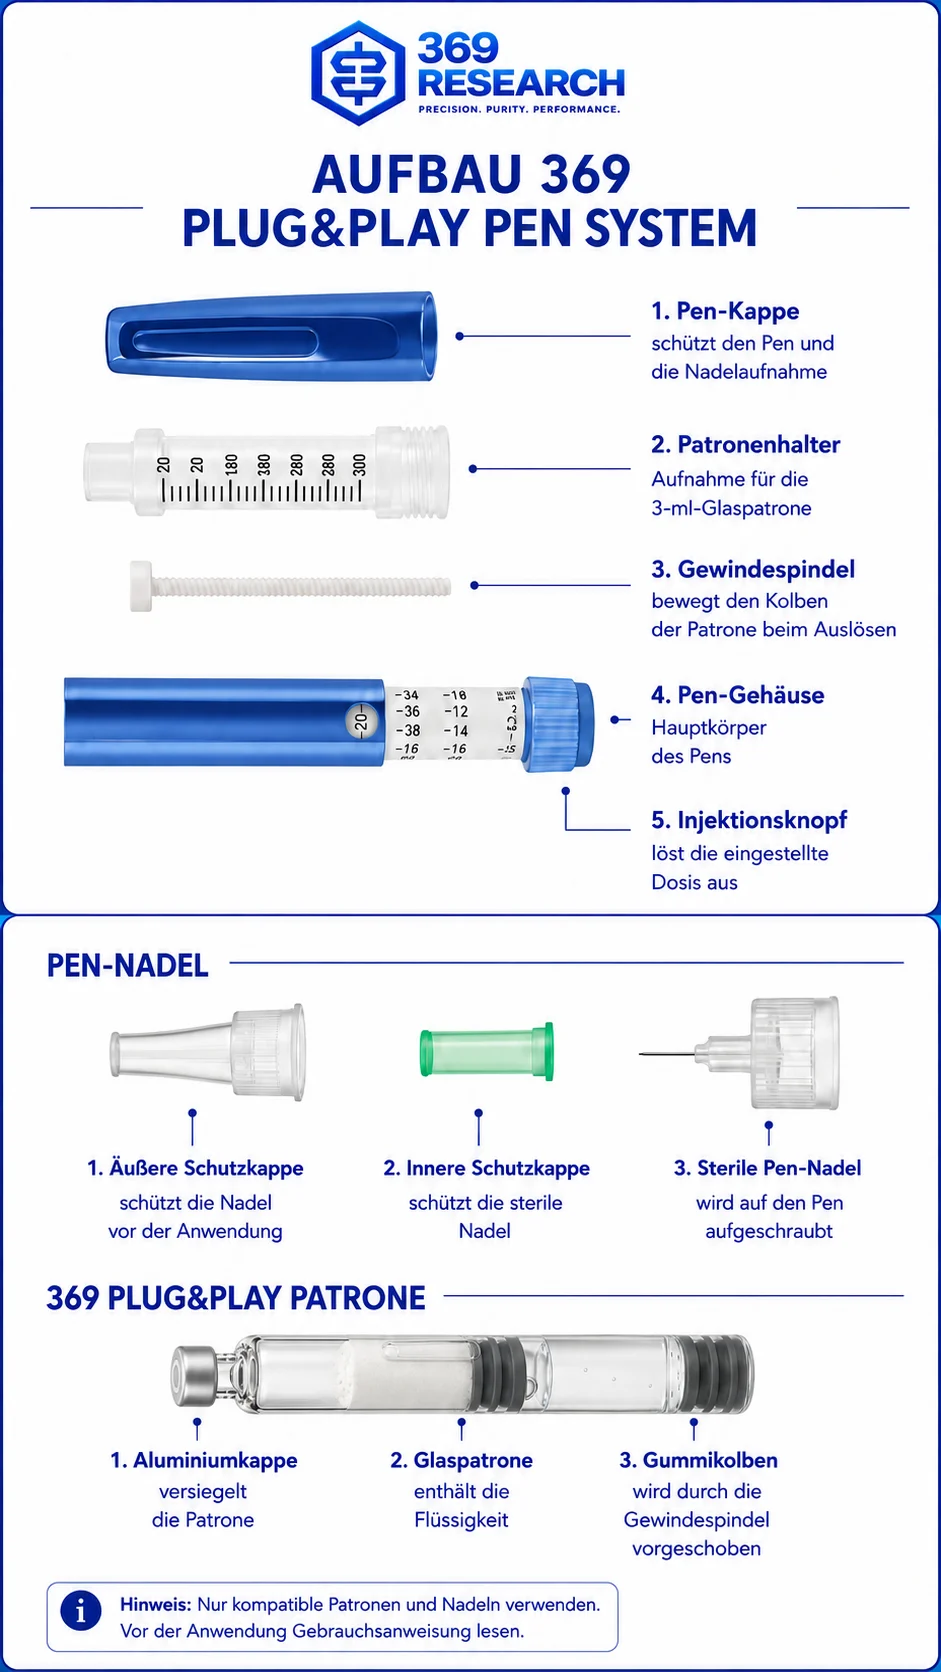 369
RESEARCH
PRECISION. PURITY. PERFORMANCE.
AUFBAU 369
PLUG&PLAY PEN SYSTEM
1. Pen-Kappe
schützt den Pen und
die Nadelaufnahme
20 20 180 380 280 280 300
2. Patronenhalter
Aufnahme für die
3-ml-Glaspatrone
3. Gewindespindel
bewegt den Kolben
der Patrone beim Auslösen
-20-
-34 -18
-36 -12 2
-38 -14
-16 -16 -15
4. Pen-Gehäuse
Hauptkörper
des Pens
5. Injektionsknopf
löst die eingestellte
Dosis aus
PEN-NADEL
1. Äußere Schutzkappe
schützt die Nadel
vor der Anwendung
2. Innere Schutzkappe
schützt die sterile
Nadel
3. Sterile Pen-Nadel
wird auf den Pen
aufgeschraubt
369 PLUG&PLAY PATRONE
1. Aluminiumkappe
versiegelt
die Patrone
2. Glaspatrone
enthält die
Flüssigkeit
3. Gummikolben
wird durch die
Gewindespindel
vorgeschoben
i
Hinweis: Nur kompatible Patronen und Nadeln verwenden.
Vor der Anwendung Gebrauchsanweisung lesen.